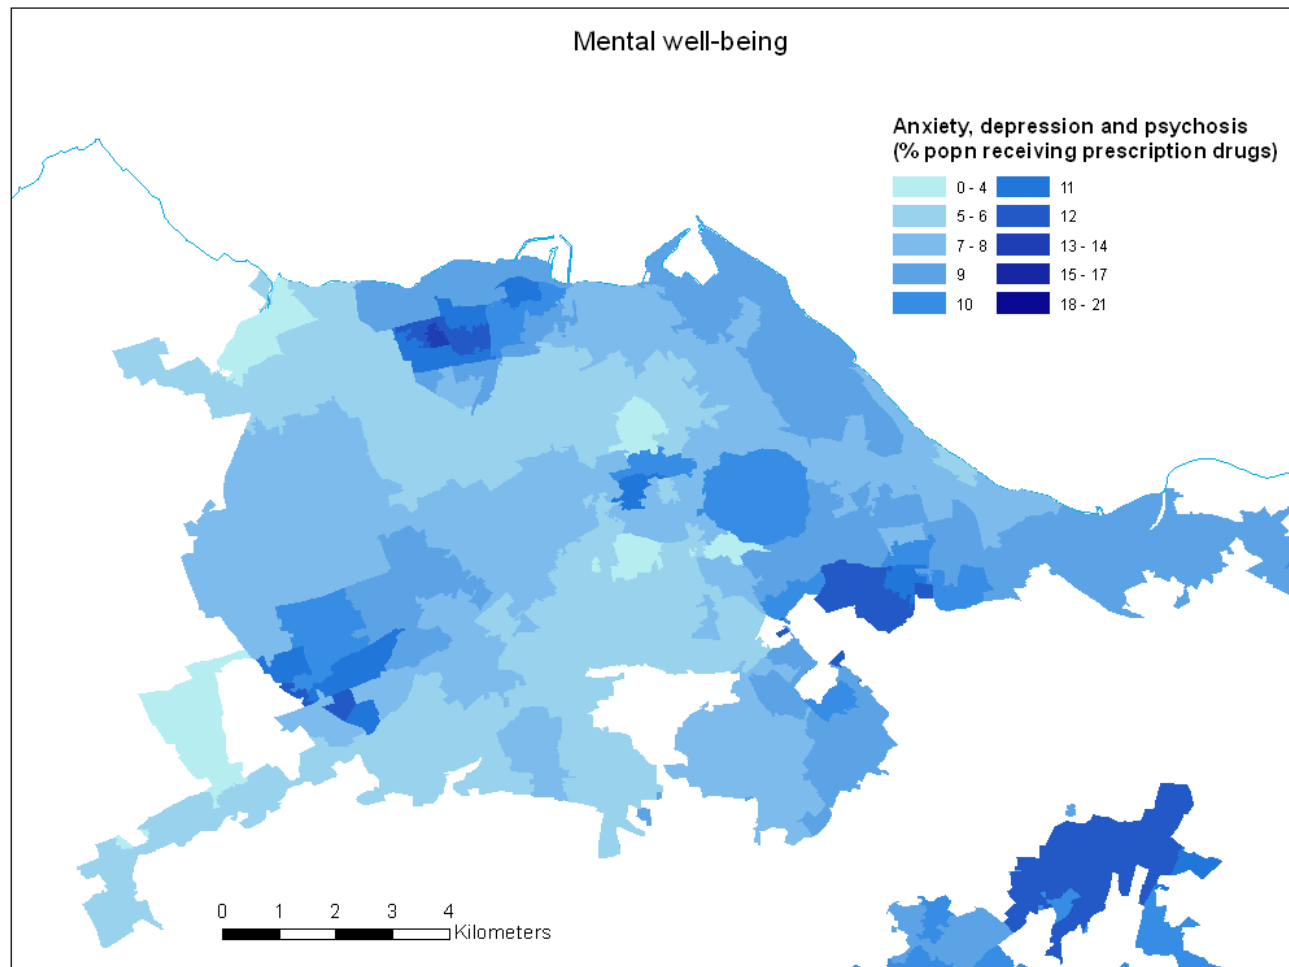 Mental well-being
Anxiety, depression and psychosis
(% popn receiving prescription drugs)
0 - 4
11
5 - 6
12
7 - 8
13 - 14
9
15 - 17
10
18 - 21
0 1 2 3 4
Kilometers